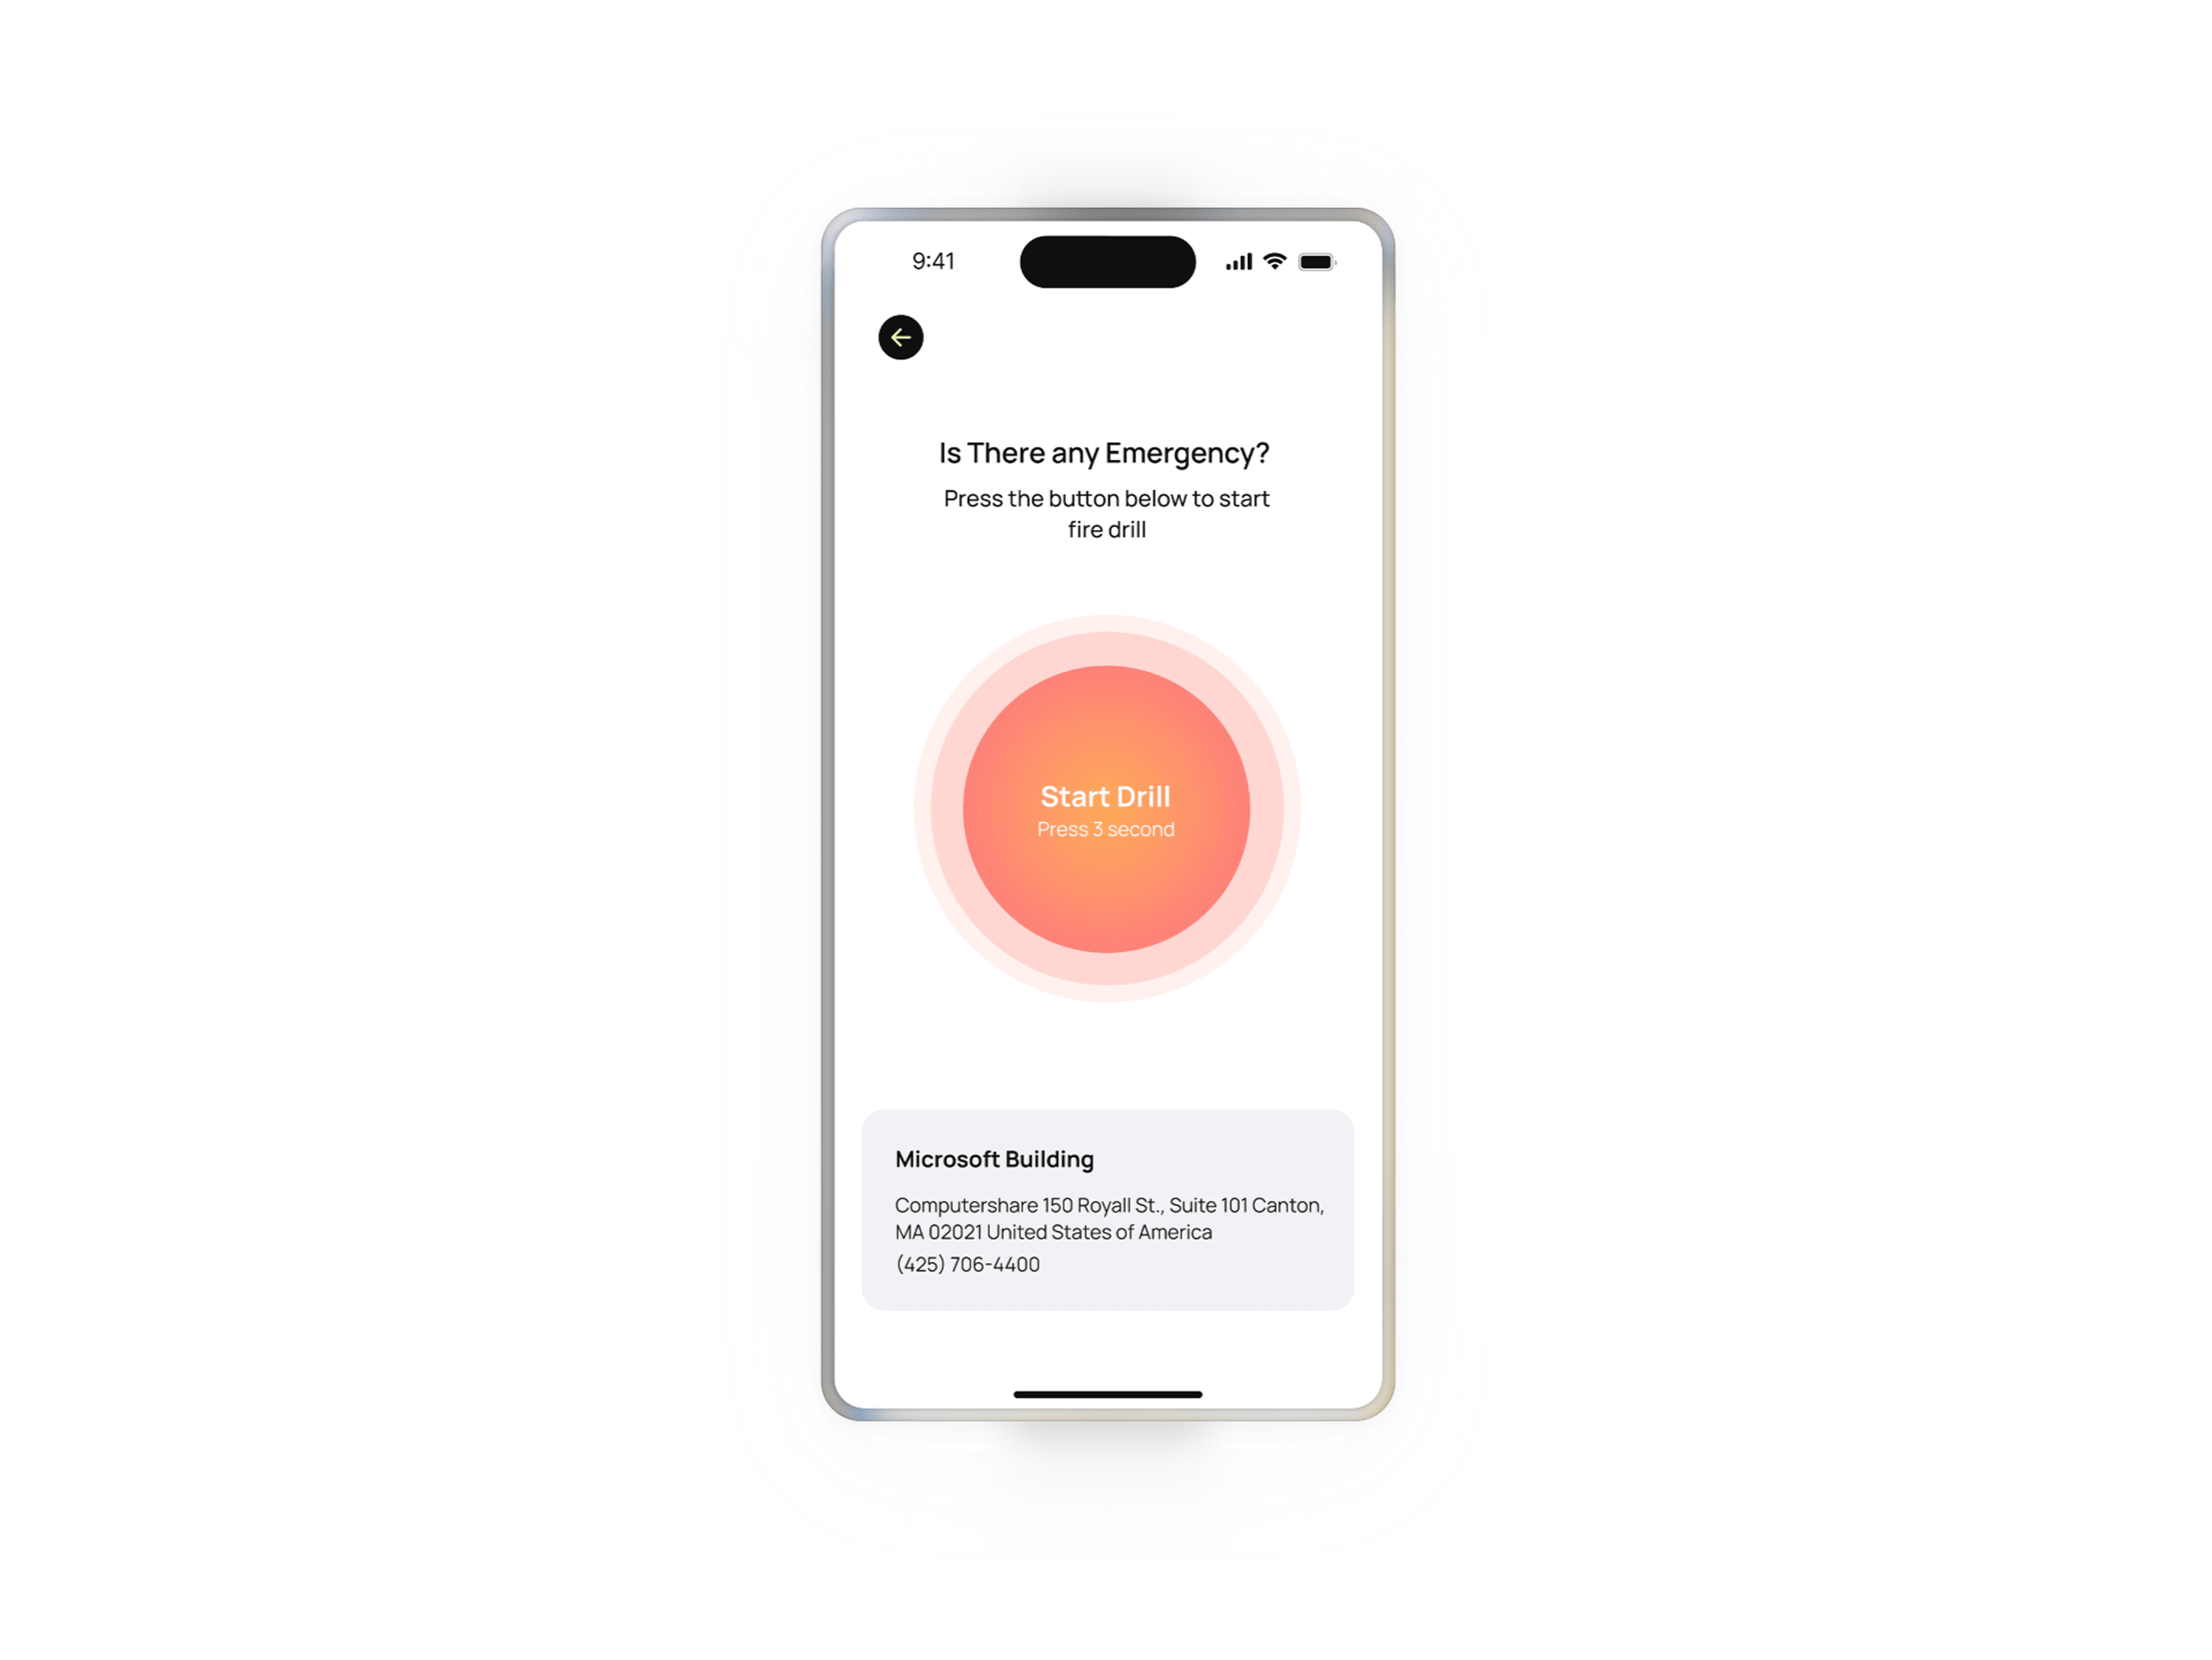 9:41
Is There any Emergency?
Press the button below to start
fire drill
Start Drill
Press 3 second
Microsoft Building
Computershare 150 Royall St., Suite 101 Canton,
MA 02021 United States of America
(425) 706-4400